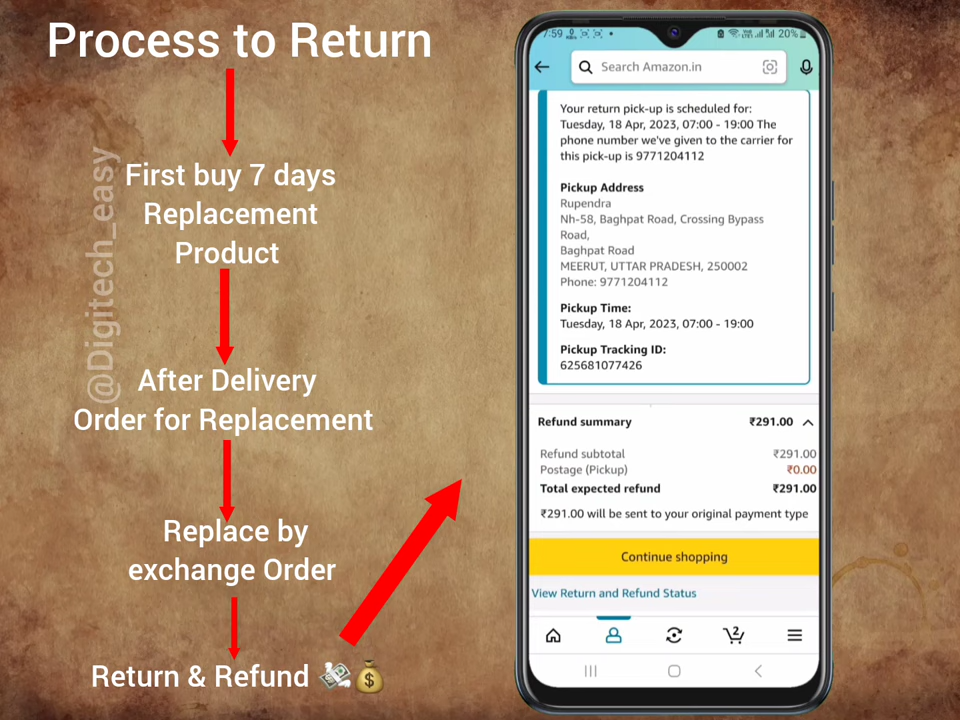 Process to Return
First buy 7 days
Replacement
Product
After Delivery
Order for Replacement
Replace by
exchange Order
Return & Refund
@Digitech_easy
7:59
20%
Search Amazon.in
Your return pick-up is scheduled for:
Tuesday, 18 Apr, 2023, 07:00 - 19:00 The
phone number we've given to the carrier for
this pick-up is 9771204112
Pickup Address
Rupendra
Nh-58, Baghpat Road, Crossing Bypass
Road,
Baghpat Road
MEERUT, UTTAR PRADESH, 250002
Phone: 9771204112
Pickup Time:
Tuesday, 18 Apr, 2023, 07:00 - 19:00
Pickup Tracking ID:
625681077426
Refund summary ₹291.00
Refund subtotal ₹291.00
Postage (Pickup) ₹0.00
Total expected refund ₹291.00
₹291.00 will be sent to your original payment type
Continue shopping
View Return and Refund Status
2